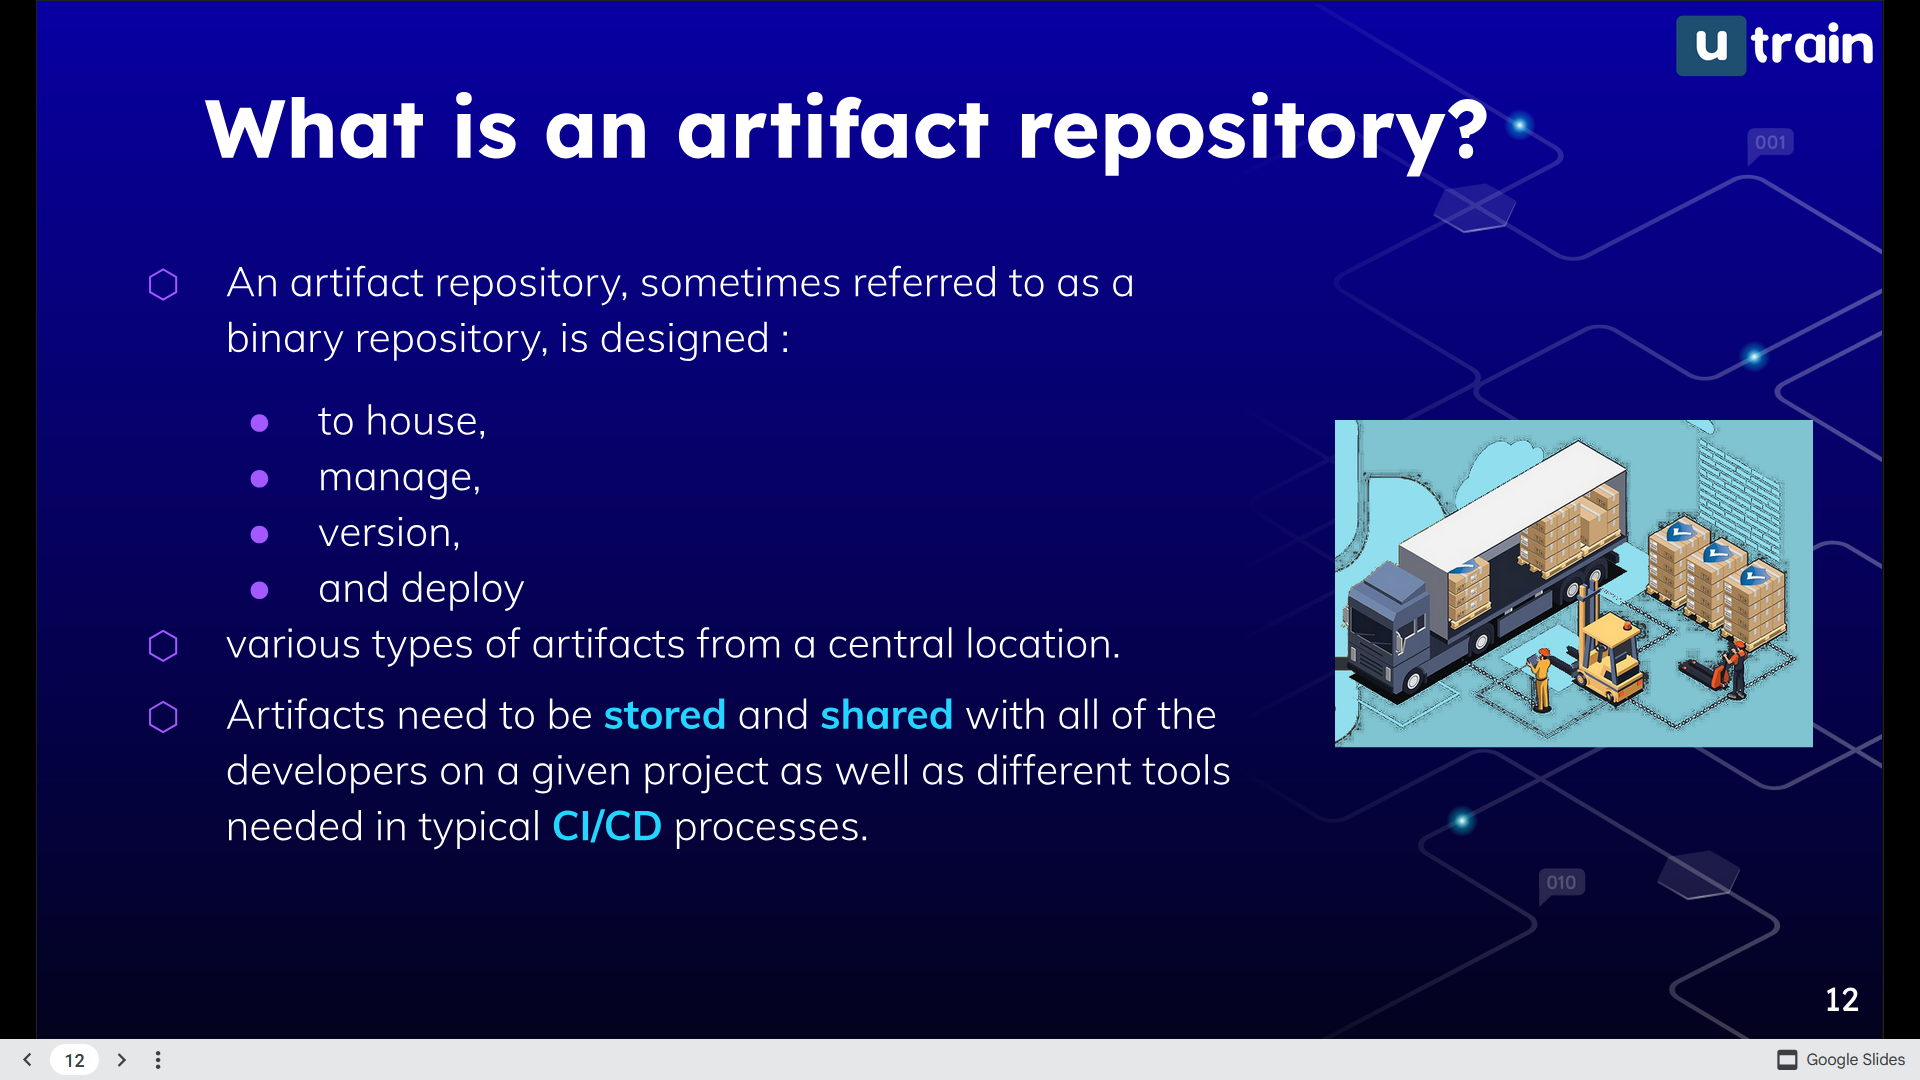 u train
What is an artifact repository?
001
An artifact repository, sometimes referred to as a
binary repository, is designed :
to house,
manage,
version,
and deploy
various types of artifacts from a central location.
Artifacts need to be stored and shared with all of the
developers on a given project as well as different tools
needed in typical CI/CD processes.
010
12
12
Google Slides